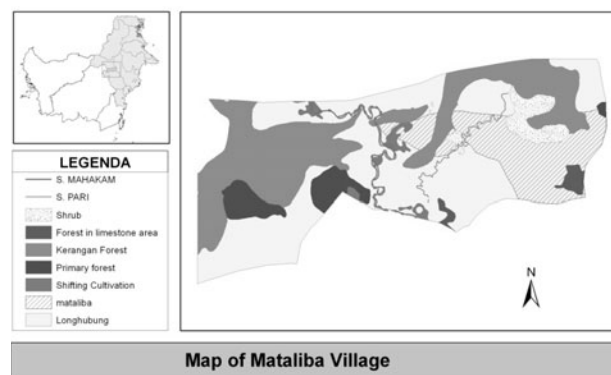 LEGENDA
S. MAHAKAM
S. PARI
Shrub
Forest in limestone area
Kerangan Forest
Primary forest
Shifting Cultivation
mataliba
Longhubung
N
Map of Mataliba Village